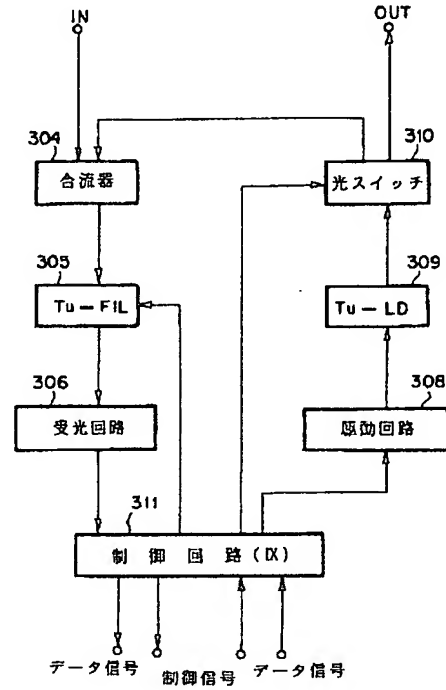 IN
OUT
304
合流器
310
光スイッチ
305
Tu－FIL
309
Tu－LD
306
受光回路
308
駆動回路
311
制御回路(Ⅸ)
データ信号
制御信号
データ信号